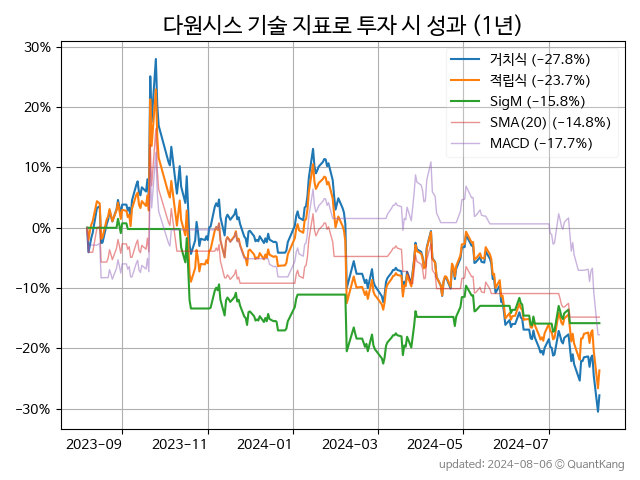 다원시스 기술 지표로 투자 시 성과 (1년)
거치식 (−27.8%)
적립식 (−23.7%)
SigM (−15.8%)
SMA(20) (−14.8%)
MACD (−17.7%)
30%
20%
10%
0%
−10%
−20%
−30%
2023-09 2023-11 2024-01 2024-03 2024-05 2024-07
updated: 2024-08-06 © QuantKang